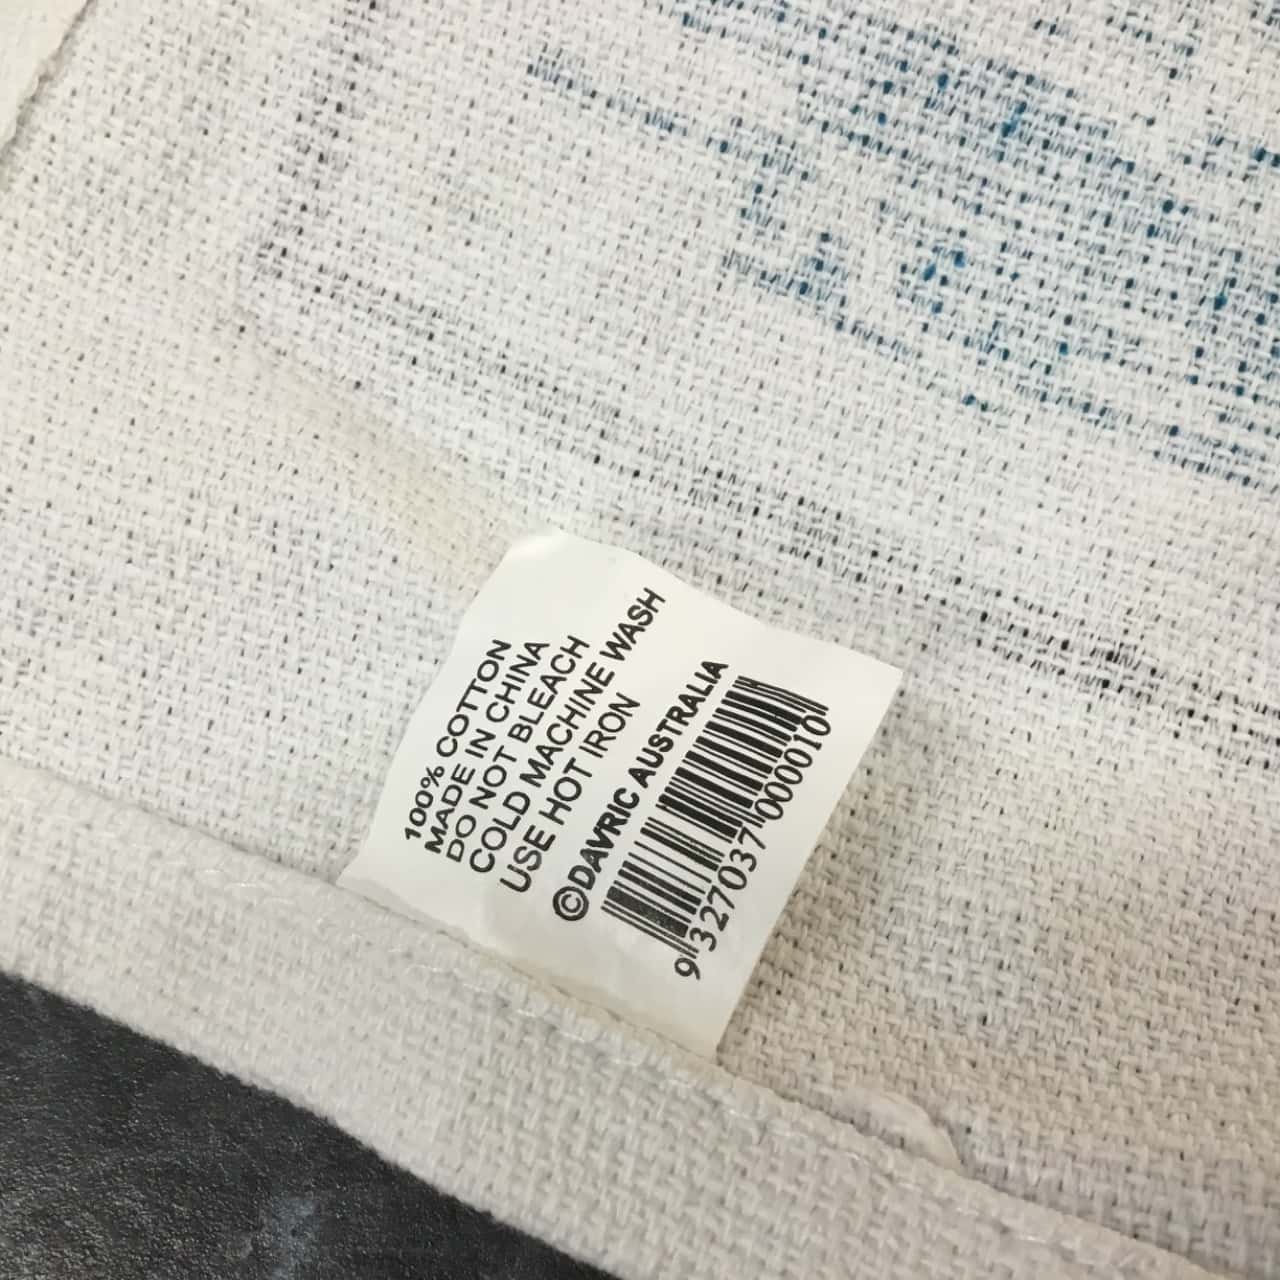 100% COTTON
MADE IN CHINA
DO NOT BLEACH
COLD MACHINE WASH
USE HOT IRON
©DAVRIC AUSTRALIA
9 327037 000010